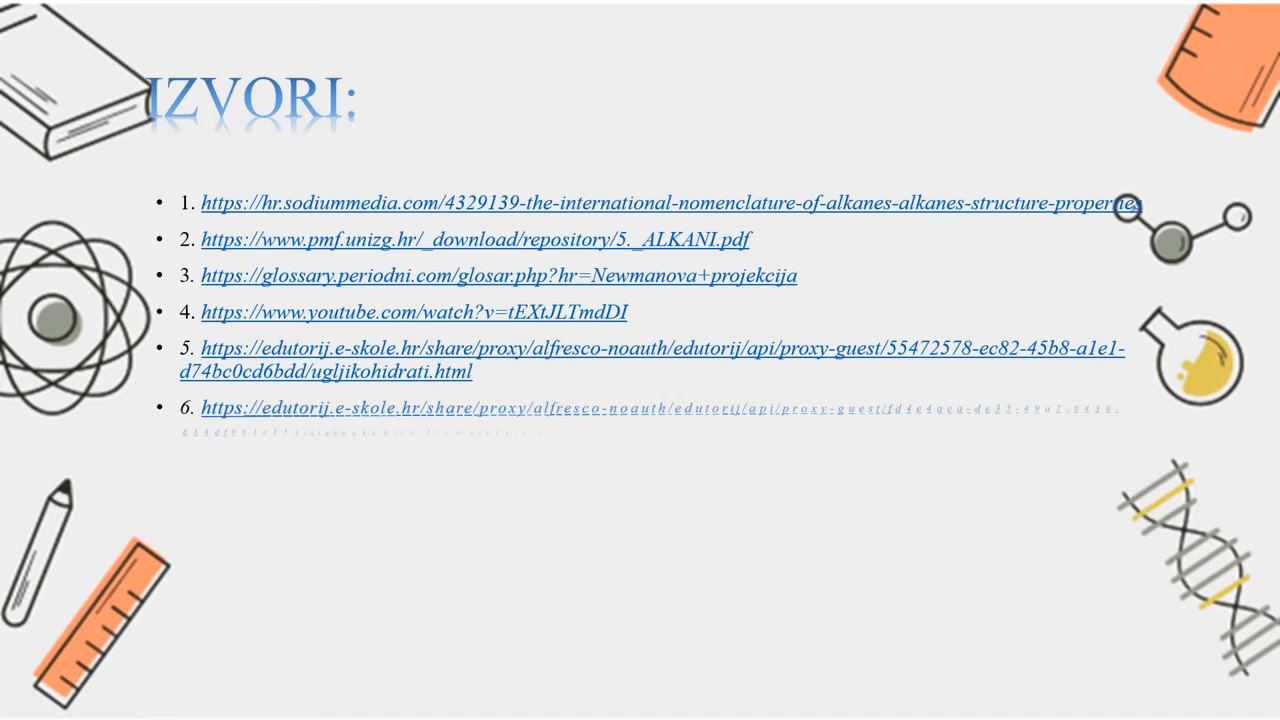 IZVORI:
• 1. https://hr.sodiummedia.com/4329139-the-international-nomenclature-of-alkanes-alkanes-structure-properties
• 2. https://www.pmf.unizg.hr/_download/repository/5._ALKANI.pdf
• 3. https://glossary.periodni.com/glosar.php?hr=Newmanova+projekcija
• 4. https://www.youtube.com/watch?v=tEXtJLTmdDI
• 5. https://edutorij.e-skole.hr/share/proxy/alfresco-noauth/edutorij/api/proxy-guest/55472578-ec82-45b8-a1e1-
d74bc0cd6bdd/ugljikohidrati.html
• 6. https://edutorij.e-skole.hr/share/proxy/alfresco-noauth/edutorij/api/proxy-guest/